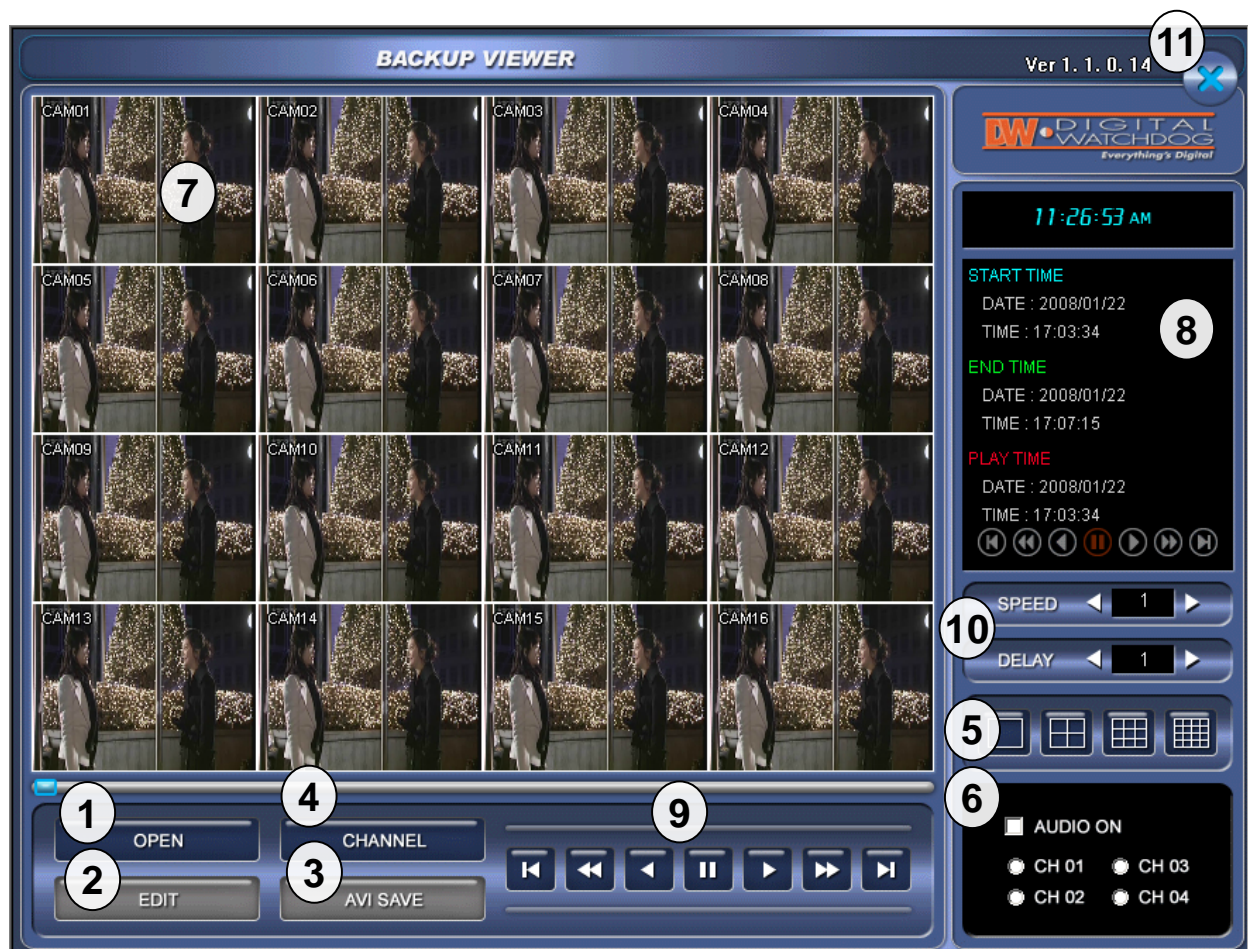 11
BACKUP VIEWER
Ver 1. 1. 0. 14
DW DIGITAL
WATCHDOG
Everything's Digital
CAM01
CAM02
CAM03
CAM04
7
11:26:53 AM
START TIME
DATE : 2008/01/22
TIME : 17:03:34
8
END TIME
DATE : 2008/01/22
TIME : 17:07:15
PLAY TIME
DATE : 2008/01/22
TIME : 17:03:34
CAM05
CAM06
CAM07
CAM08
CAM09
CAM10
CAM11
CAM12
CAM13
CAM14
CAM15
CAM16
SPEED 1
10
DELAY 1
5
6
AUDIO ON
CH 01 CH 03
CH 02 CH 04
1
4
9
OPEN
CHANNEL
2
3
EDIT
AVI SAVE